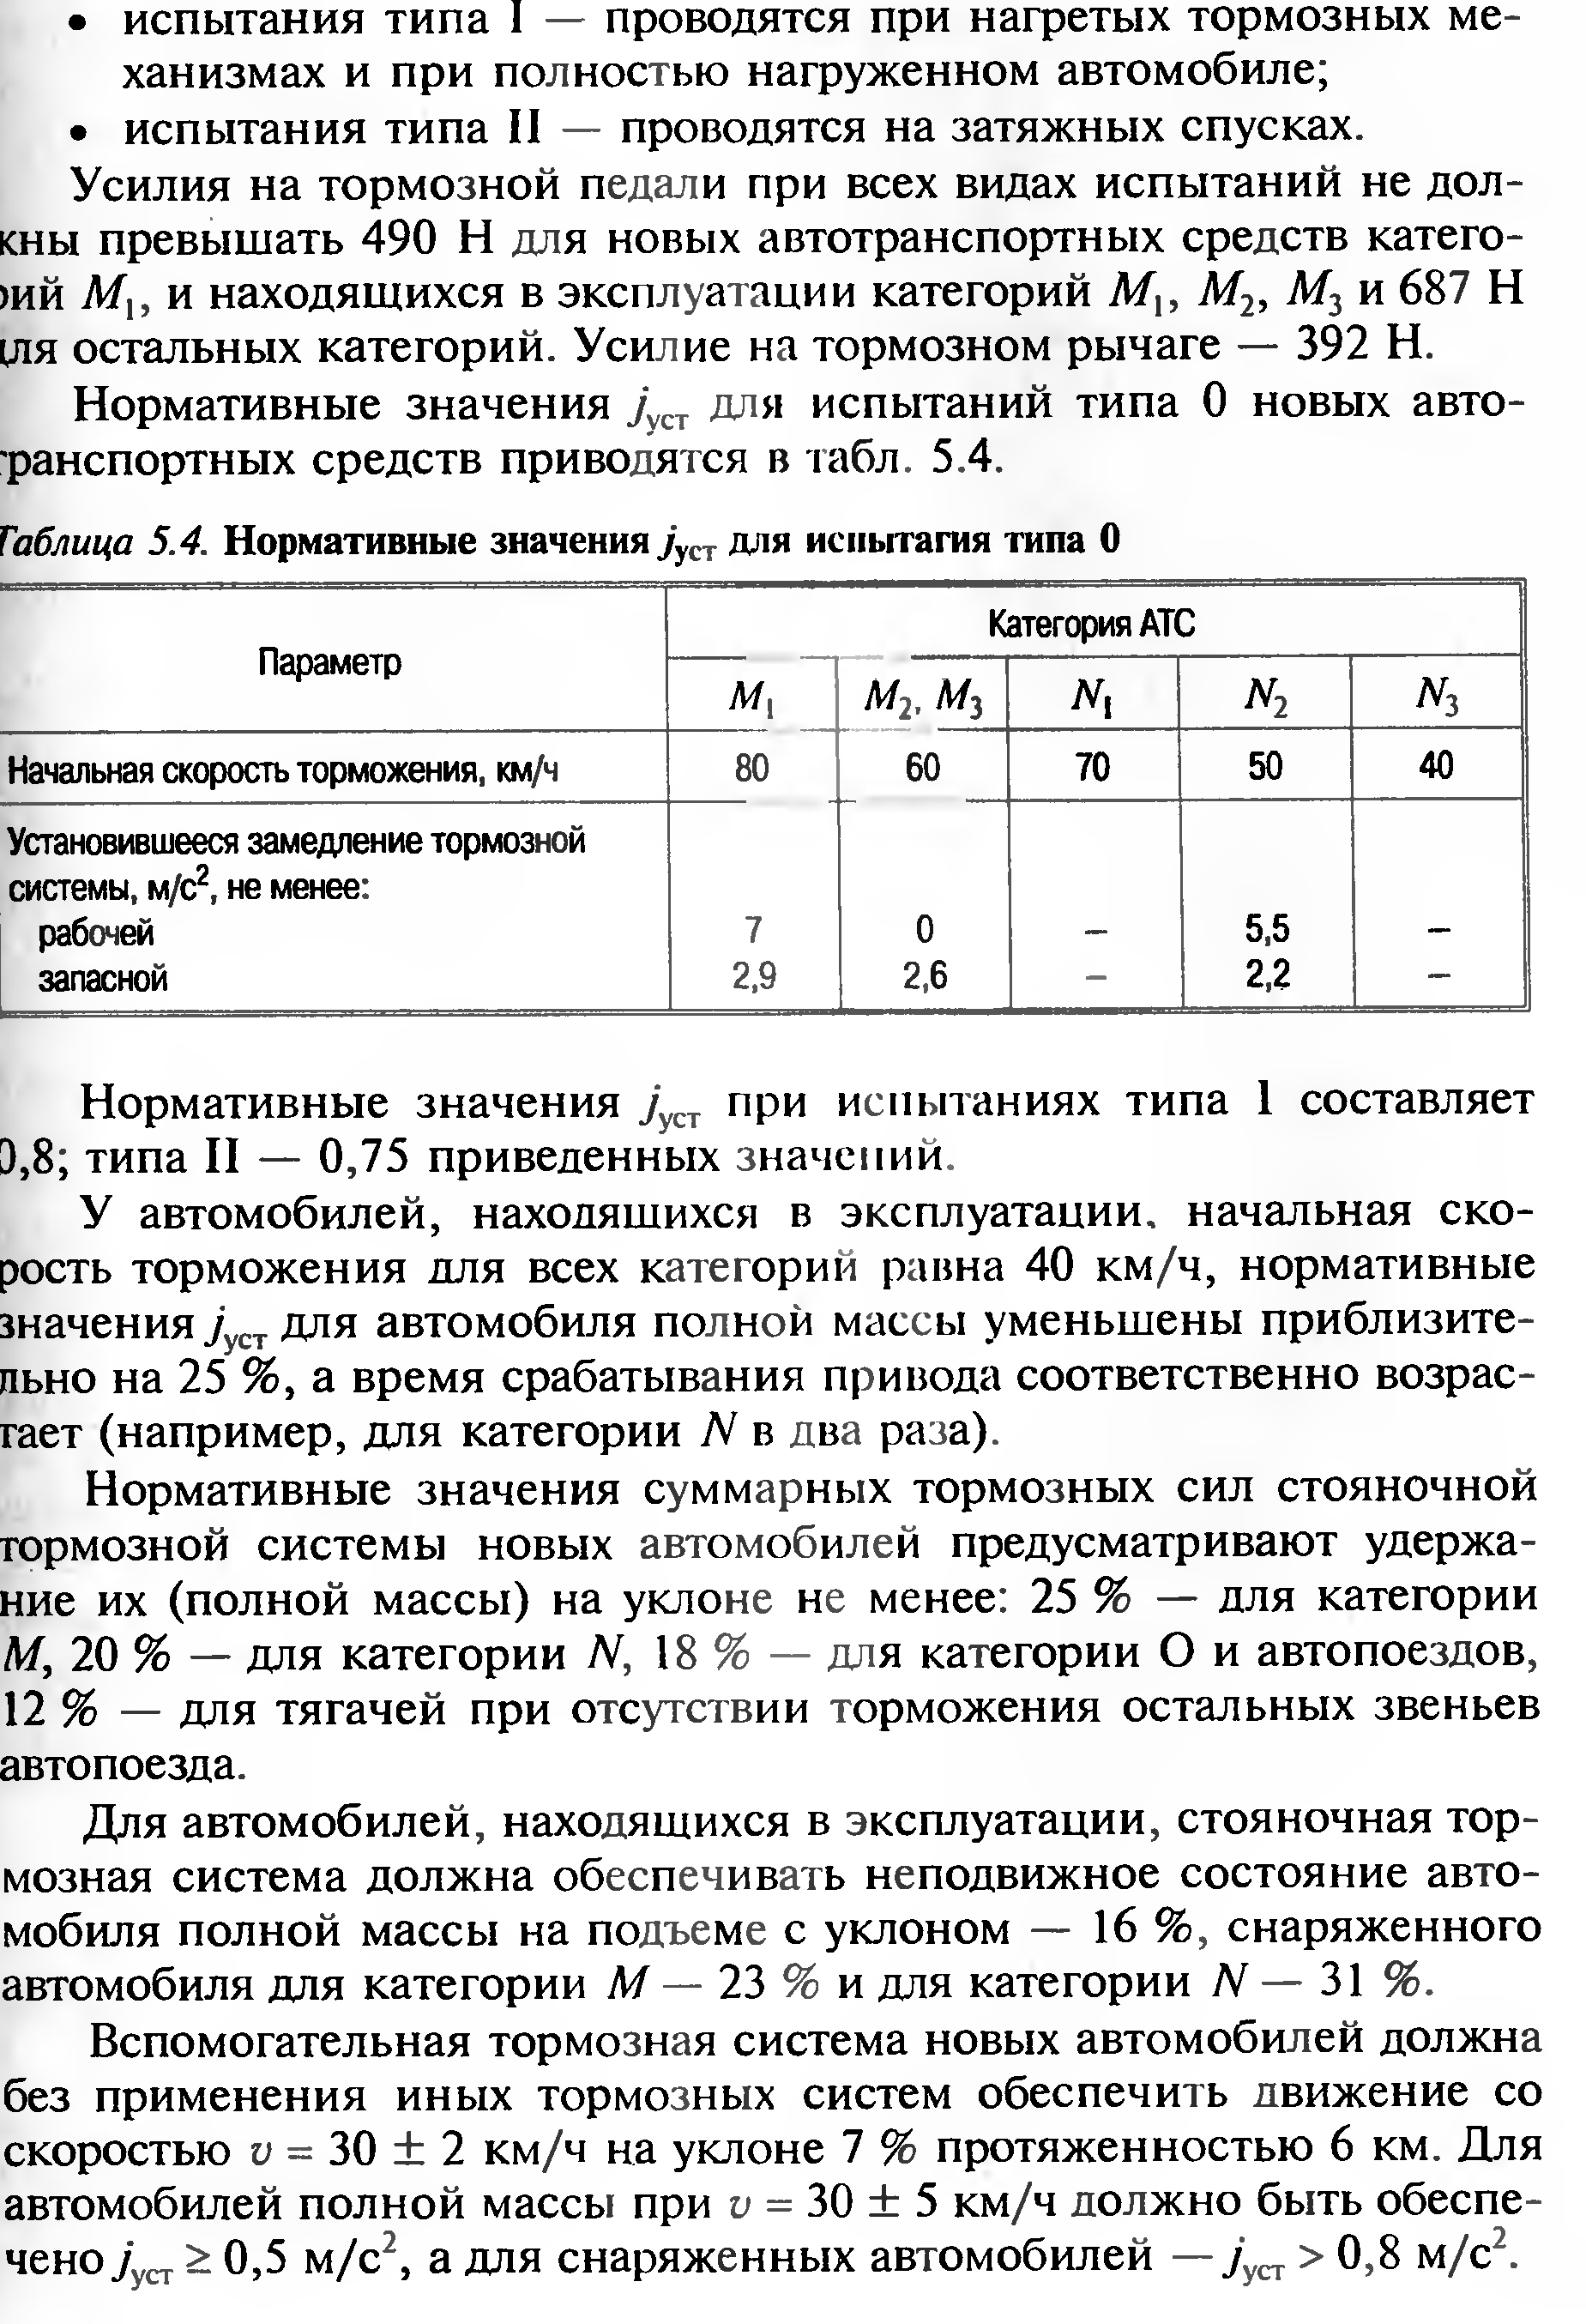 • испытания типа I — проводятся при нагретых тормозных ме-
ханизмах и при полностью нагруженном автомобиле;
• испытания типа II — проводятся на затяжных спусках.
Усилия на тормозной педали при всех видах испытаний не дол-
жны превышать 490 Н для новых автотранспортных средств катего-
рий M₁, и находящихся в эксплуатации категорий M₁, M₂, M₃ и 687 Н
для остальных категорий. Усилие на тормозном рычаге — 392 Н.
Нормативные значения jуст для испытаний типа 0 новых авто-
транспортных средств приводятся в табл. 5.4.
Таблица 5.4. Нормативные значения jуст для испытагия типа 0
Параметр
Категория АТС
M₁ M₂, M₃ N₁ N₂ N₃
Начальная скорость торможения, км/ч 80 60 70 50 40
Установившееся замедление тормозной
системы, м/с², не менее:
рабочей 7 0 – 5,5 –
запасной 2,9 2,6 – 2,2 –
Нормативные значения jуст при испытаниях типа 1 составляет
0,8; типа II — 0,75 приведенных значений.
У автомобилей, находящихся в эксплуатации, начальная ско-
рость торможения для всех категорий равна 40 км/ч, нормативные
значения jуст для автомобиля полной массы уменьшены приблизите-
льно на 25 %, а время срабатывания привода соответственно возрас-
тает (например, для категории N в два раза).
Нормативные значения суммарных тормозных сил стояночной
тормозной системы новых автомобилей предусматривают удержа-
ние их (полной массы) на уклоне не менее: 25 % — для категории
M, 20 % — для категории N, 18 % — для категории О и автопоездов,
12 % — для тягачей при отсутствии торможения остальных звеньев
автопоезда.
Для автомобилей, находящихся в эксплуатации, стояночная тор-
мозная система должна обеспечивать неподвижное состояние авто-
мобиля полной массы на подъеме с уклоном — 16 %, снаряженного
автомобиля для категории M — 23 % и для категории N — 31 %.
Вспомогательная тормозная система новых автомобилей должна
без применения иных тормозных систем обеспечить движение со
скоростью v = 30 ± 2 км/ч на уклоне 7 % протяженностью 6 км. Для
автомобилей полной массы при v = 30 ± 5 км/ч должно быть обеспе-
чено jуст ≥ 0,5 м/с², а для снаряженных автомобилей — jуст > 0,8 м/с².